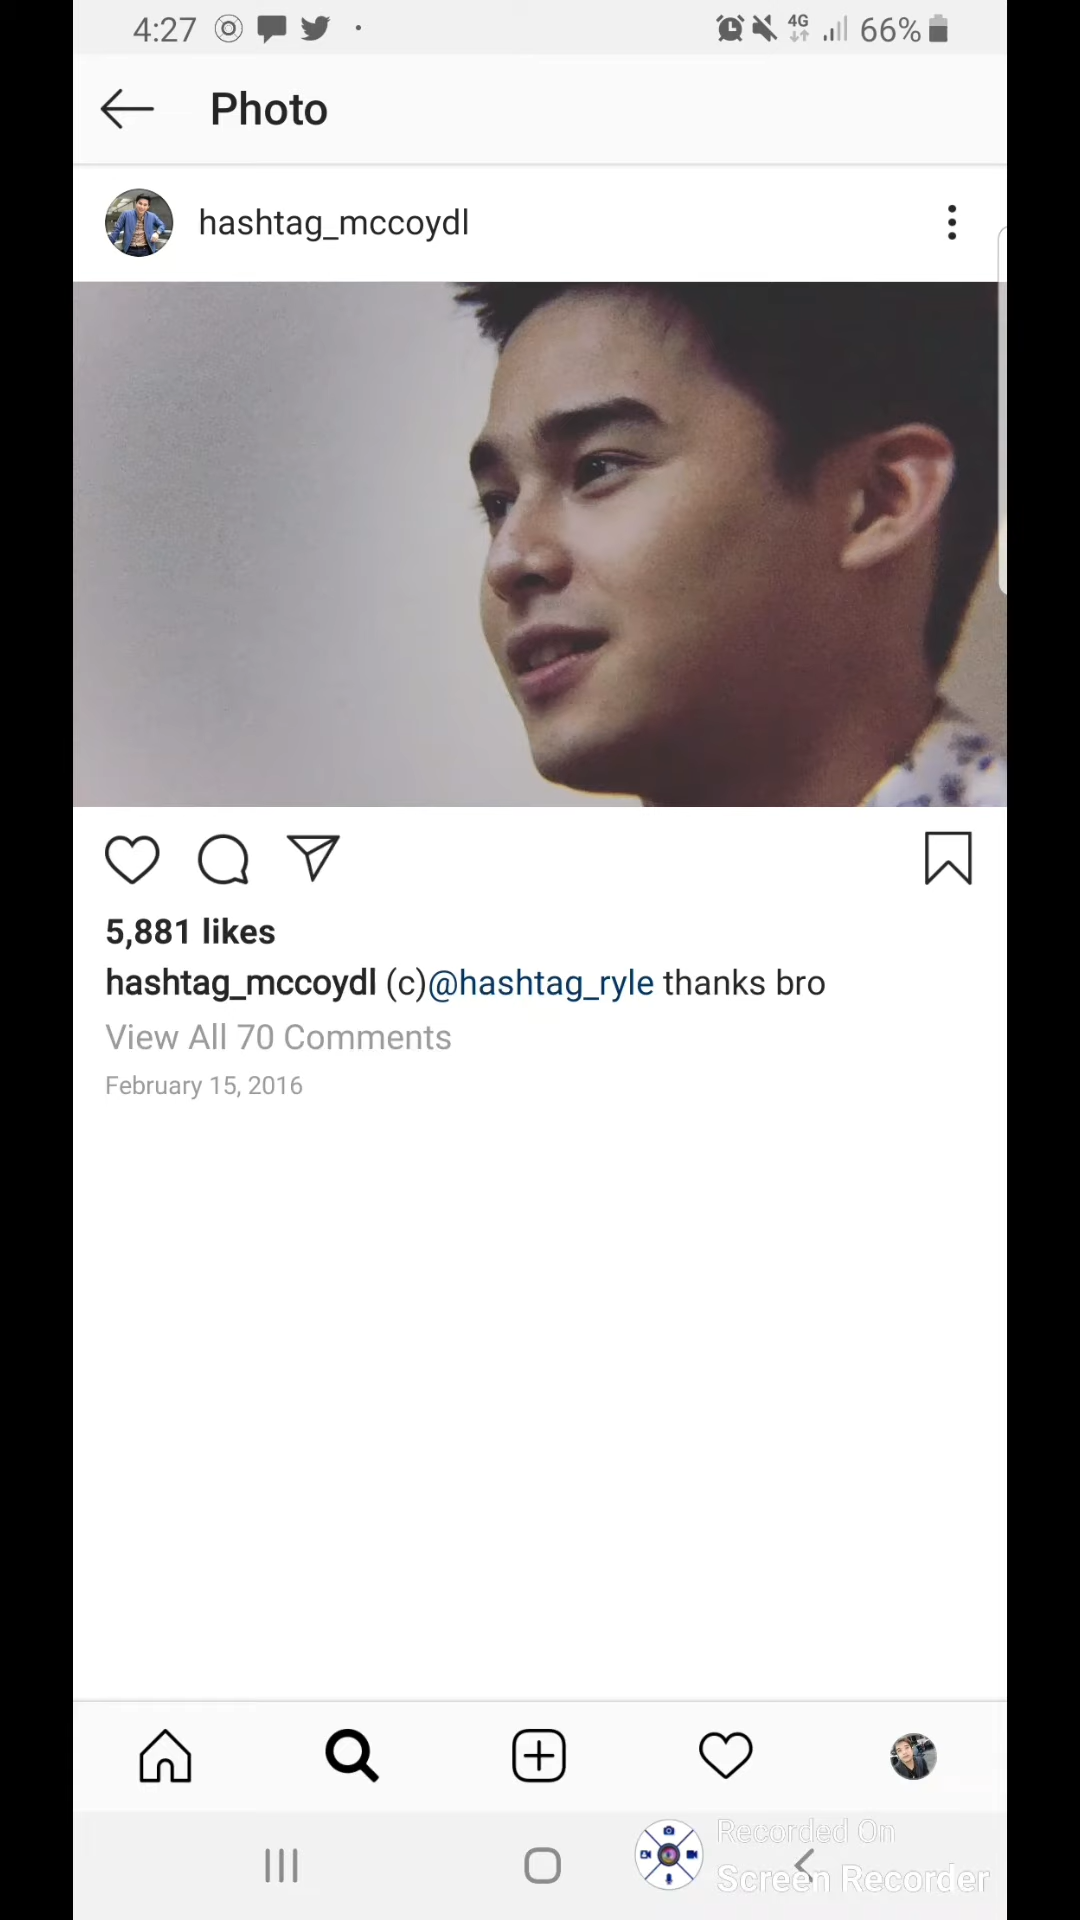 4:27 4G 66%
Photo
hashtag_mccoydl
5,881 likes
hashtag_mccoydl (c)@hashtag_ryle thanks bro
View All 70 Comments
February 15, 2016
Recorded On
Screen Recorder